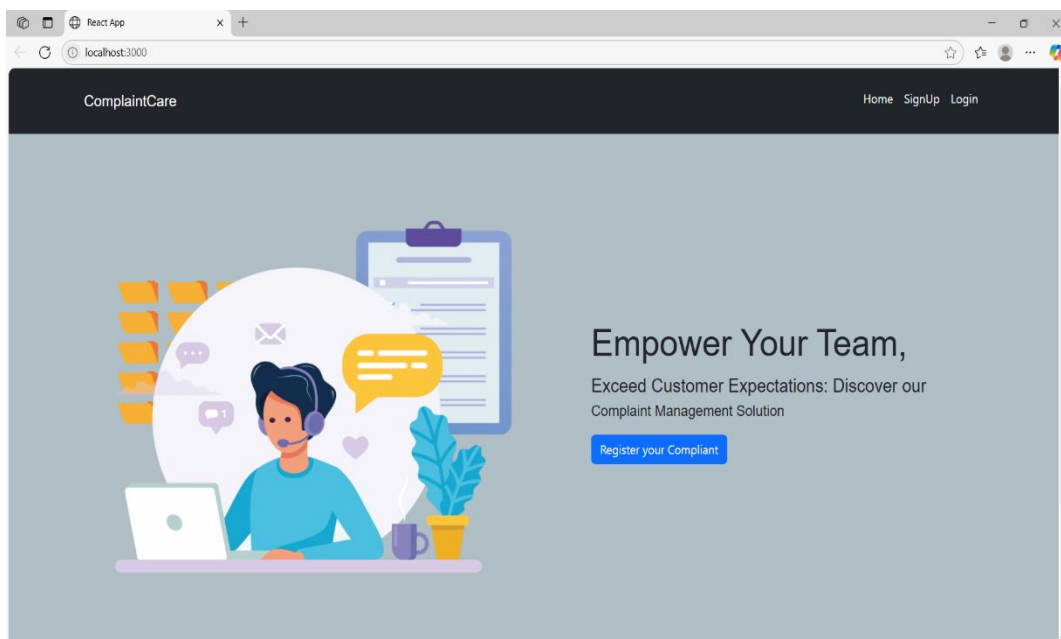 React App
localhost:3000
ComplaintCare
Home SignUp Login
1
Empower Your Team,
Exceed Customer Expectations: Discover our
Complaint Management Solution
Register your Compliant